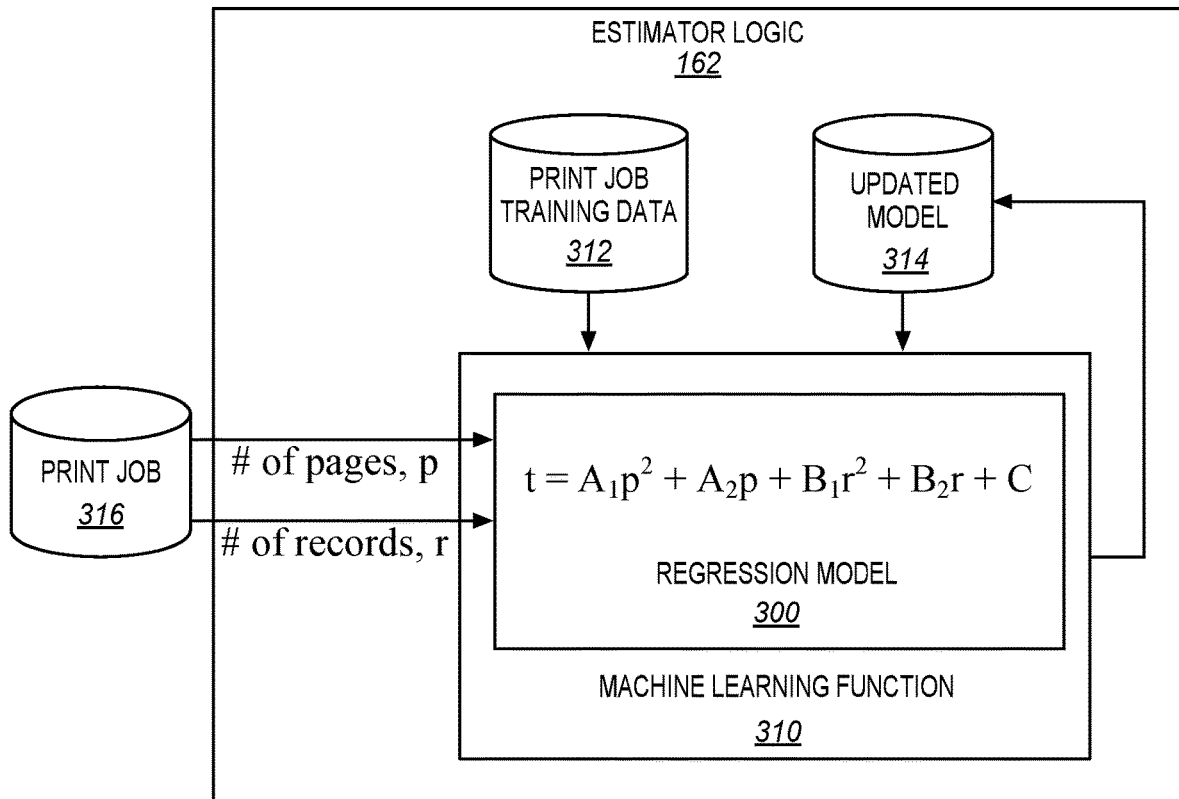 ESTIMATOR LOGIC
162
PRINT JOB
TRAINING DATA
312
UPDATED
MODEL
314
PRINT JOB
316
# of pages, p
# of records, r
t = A₁p² + A₂p + B₁r² + B₂r + C
REGRESSION MODEL
300
MACHINE LEARNING FUNCTION
310